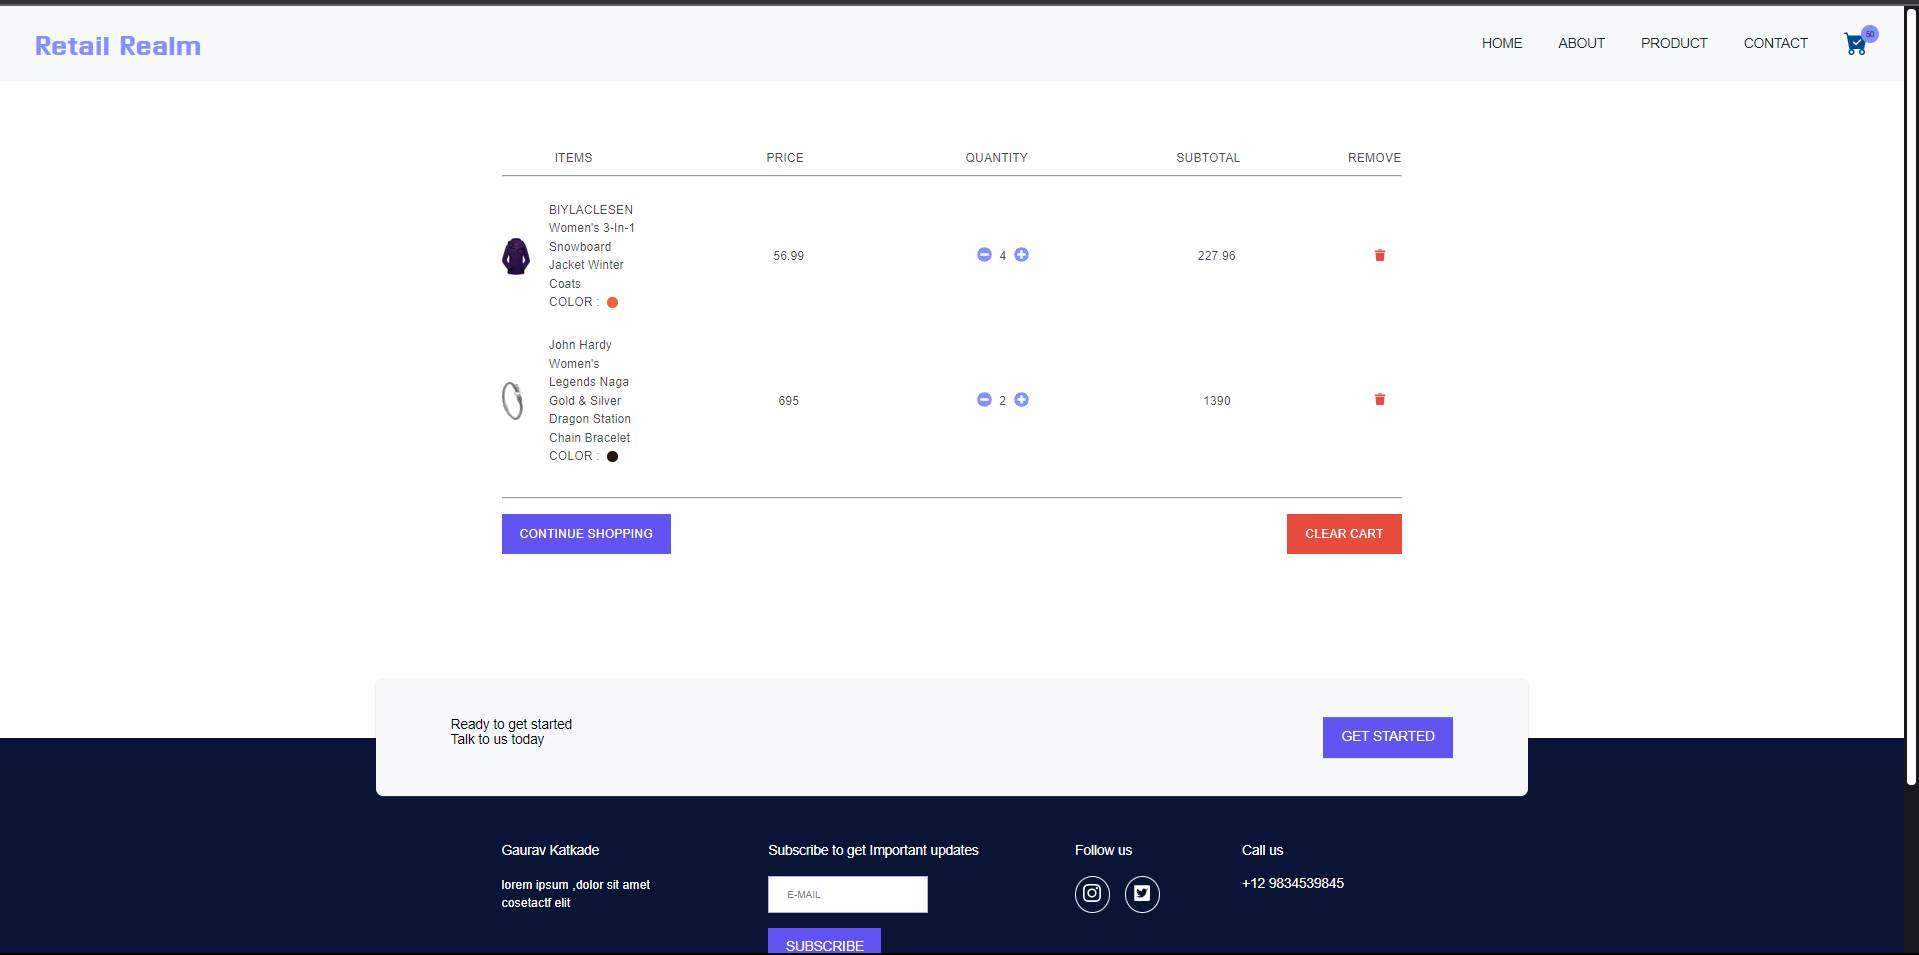 Retail Realm
HOME ABOUT PRODUCT CONTACT 50
ITEMS PRICE QUANTITY SUBTOTAL REMOVE
BIYLACLESEN
Women's 3-In-1
Snowboard
Jacket Winter
Coats
COLOR :
56.99 4 227.96
John Hardy
Women's
Legends Naga
Gold & Silver
Dragon Station
Chain Bracelet
COLOR :
695 2 1390
CONTINUE SHOPPING CLEAR CART
Ready to get started
Talk to us today
GET STARTED
Gaurav Katkade
lorem ipsum ,dolor sit amet
cosetactf elit
Subscribe to get Important updates
E-MAIL
SUBSCRIBE
Follow us
Call us
+12 9834539845